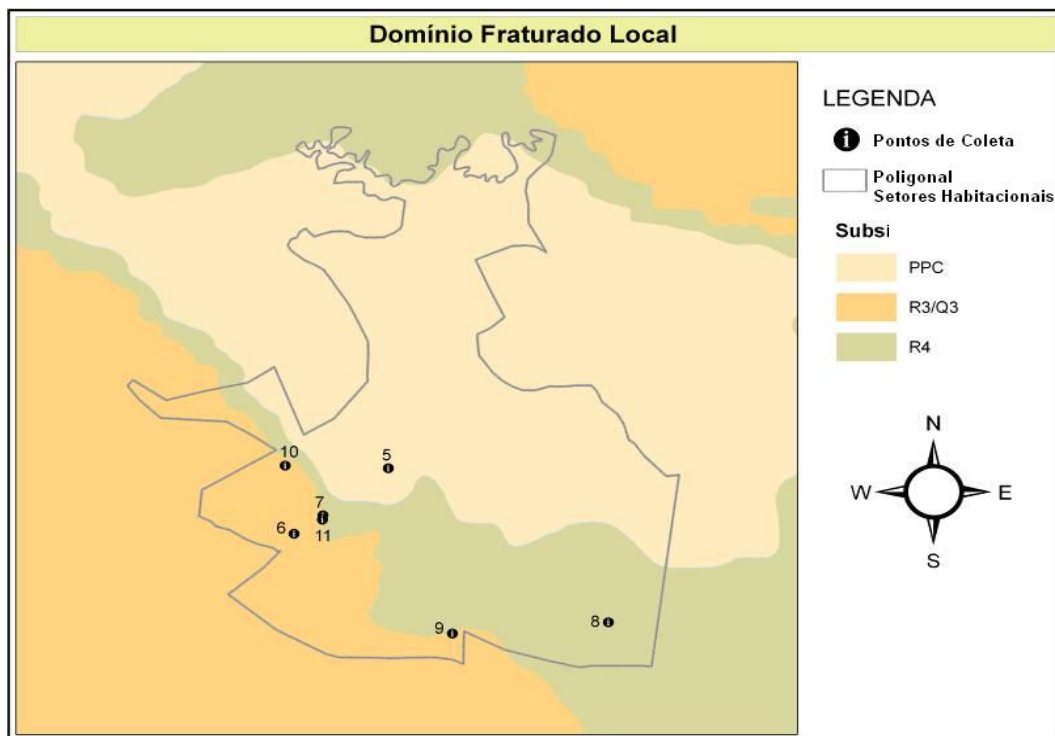 Domínio Fraturado Local
LEGENDA
Pontos de Coleta
Poligonal
Setores Habitacionais
Subsi
PPC
R3/Q3
R4
N
W
E
S
10
5
7
6
11
9
8